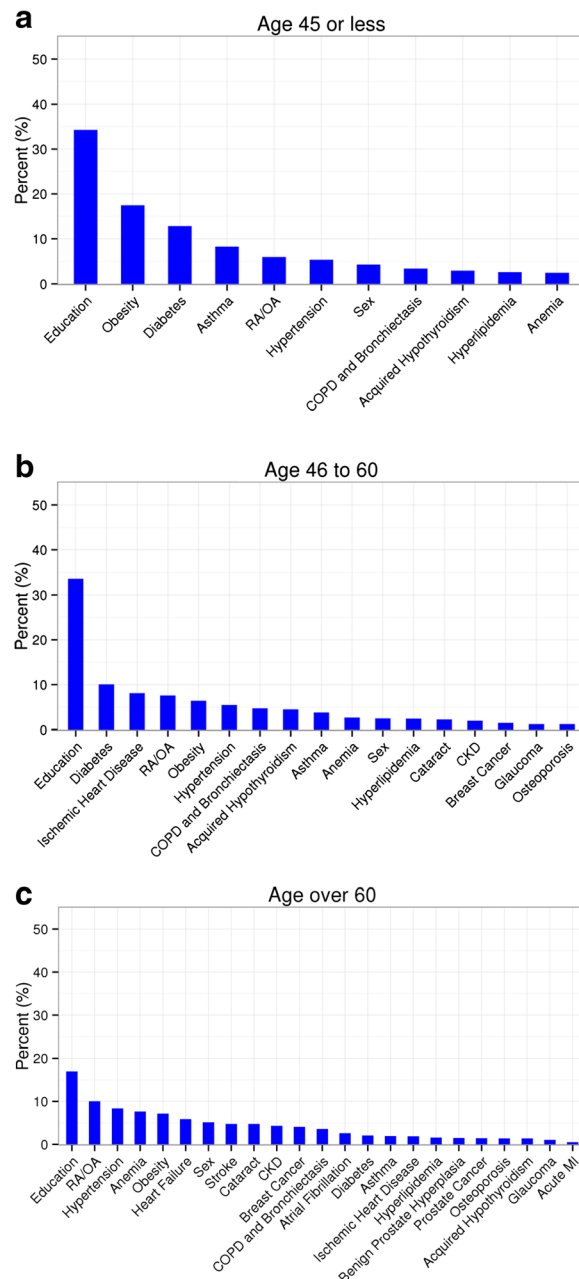 a
Age 45 or less
Percent (%)
50
40
30
20
10
0
Education
Obesity
Diabetes
Asthma
RA/OA
Hypertension
Sex
COPD and Bronchiectasis
Acquired Hypothyroidism
Hyperlipidemia
Anemia
b
Age 46 to 60
Percent (%)
50
40
30
20
10
0
Education
Diabetes
Ischemic Heart Disease
RA/OA
Obesity
Hypertension
COPD and Bronchiectasis
Acquired Hypothyroidism
Asthma
Anemia
Sex
Hyperlipidemia
Cataract
CKD
Breast Cancer
Glaucoma
Osteoporosis
c
Age over 60
Percent (%)
50
40
30
20
10
0
Education
RA/OA
Hypertension
Anemia
Obesity
Heart Failure
Sex
Stroke
Cataract
CKD
Breast Cancer
COPD and Bronchiectasis
Atrial Fibrillation
Diabetes
Asthma
Ischemic Heart Disease
Hyperlipidemia
Benign Prostate Hyperplasia
Prostate Cancer
Osteoporosis
Acquired Hypothyroidism
Glaucoma
Acute MI